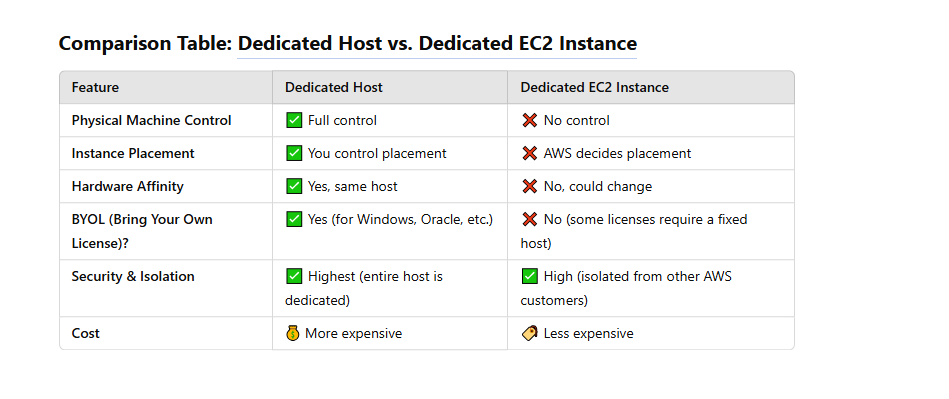 Comparison Table: Dedicated Host vs. Dedicated EC2 Instance
Feature Dedicated Host Dedicated EC2 Instance
Physical Machine Control ✅ Full control ❌ No control
Instance Placement ✅ You control placement ❌ AWS decides placement
Hardware Affinity ✅ Yes, same host ❌ No, could change
BYOL (Bring Your Own
License)?
✅ Yes (for Windows, Oracle, etc.)
❌ No (some licenses require a fixed
host)
Security & Isolation
✅ Highest (entire host is
dedicated)
✅ High (isolated from other AWS
customers)
Cost 💰 More expensive 🏷️ Less expensive